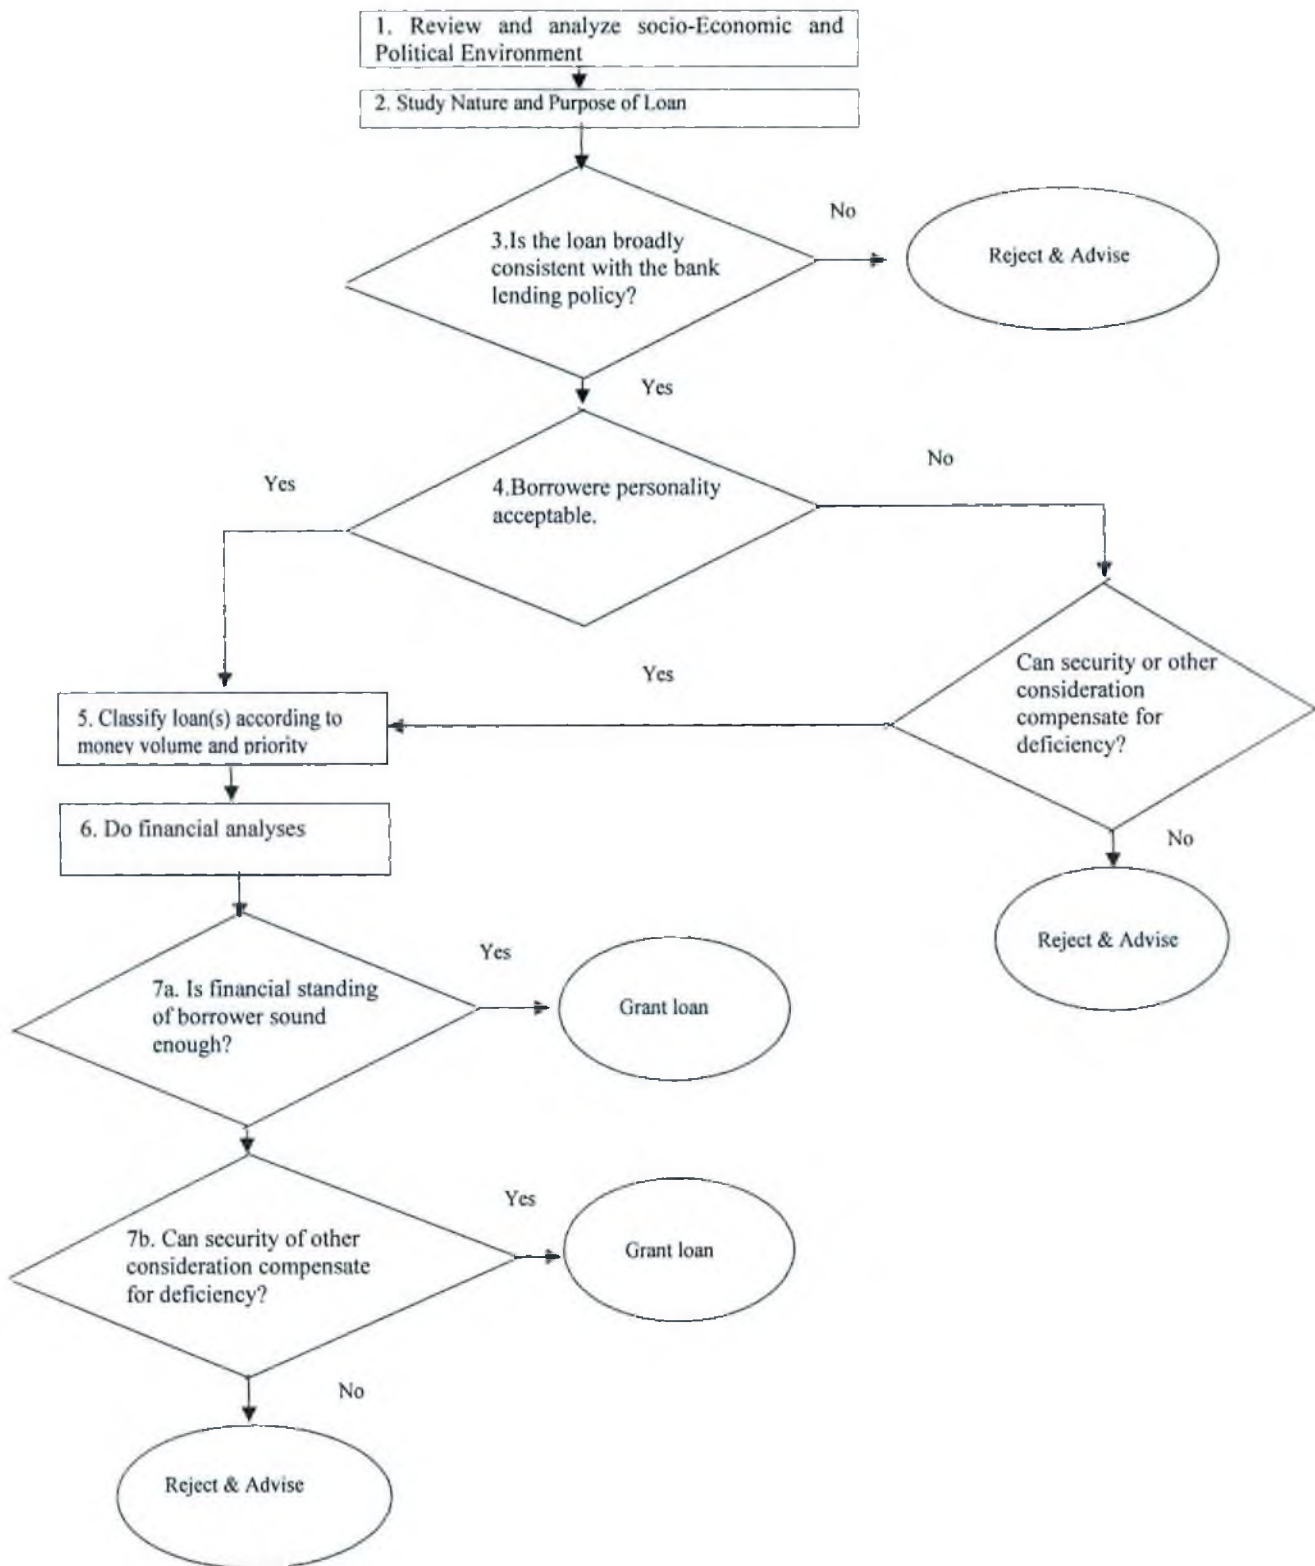 1. Review and analyze socio-Economic and
Political Environment
2. Study Nature and Purpose of Loan
No
3.Is the loan broadly
consistent with the bank
lending policy?
Reject & Advise
Yes
Yes
No
4.Borrowere personality
acceptable.
Yes
Can security or other
consideration
compensate for
deficiency?
5. Classify loan(s) according to
money volume and priority
No
6. Do financial analyses
Reject & Advise
Yes
7a. Is financial standing
of borrower sound
enough?
Grant loan
Yes
7b. Can security of other
consideration compensate
for deficiency?
Grant loan
No
Reject & Advise